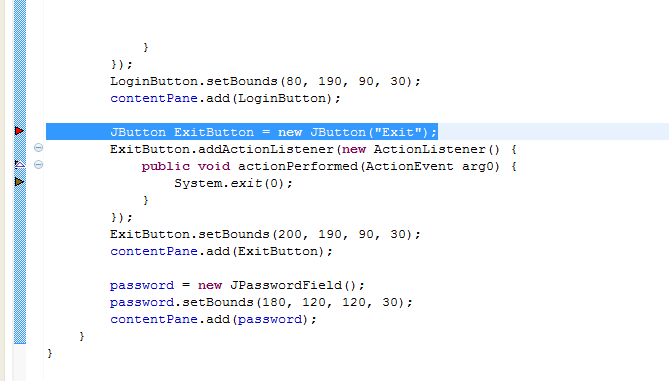 }
        });
        LoginButton.setBounds(80, 190, 90, 30);
        contentPane.add(LoginButton);

        JButton ExitButton = new JButton("Exit");
        ExitButton.addActionListener(new ActionListener() {
            public void actionPerformed(ActionEvent arg0) {
                System.exit(0);
            }
        });
        ExitButton.setBounds(200, 190, 90, 30);
        contentPane.add(ExitButton);

        password = new JPasswordField();
        password.setBounds(180, 120, 120, 30);
        contentPane.add(password);
    }
}